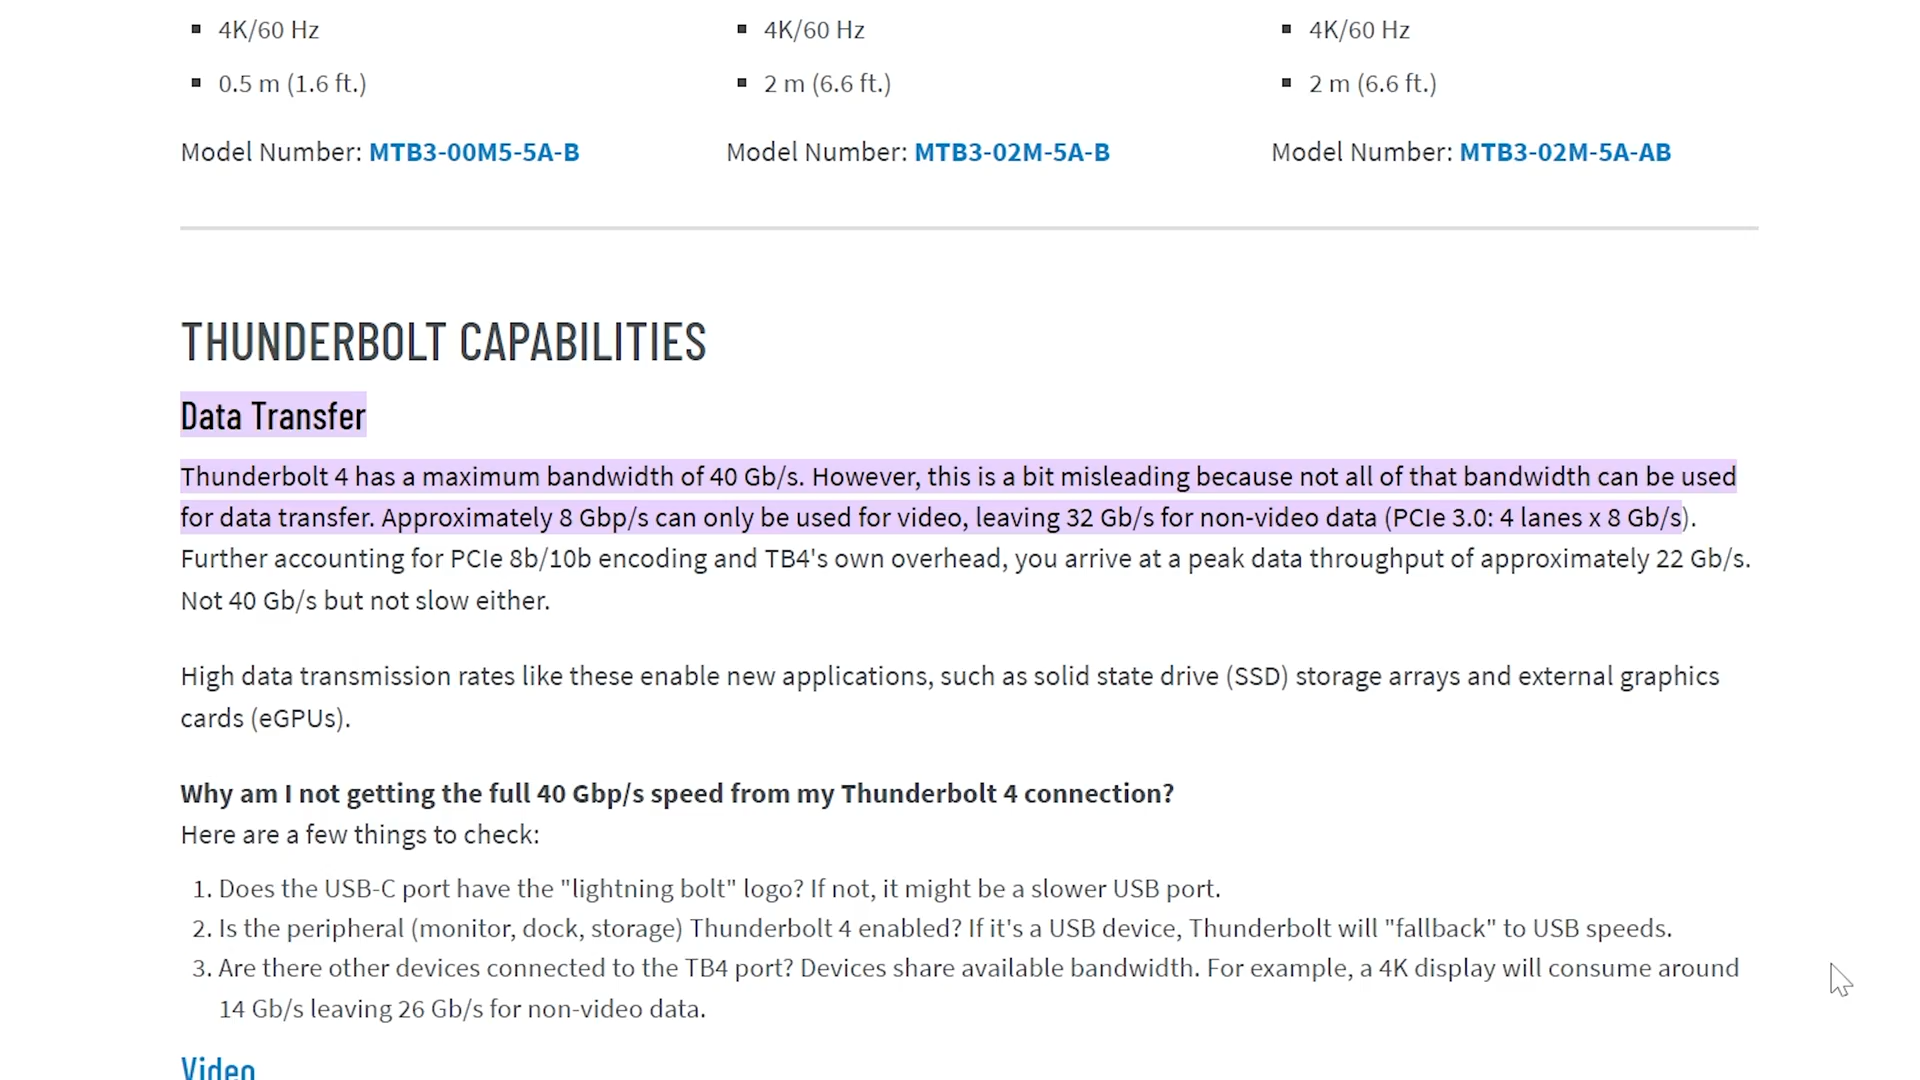 4K/60 Hz
0.5 m (1.6 ft.)
Model Number: MTB3-00M5-5A-B
4K/60 Hz
2 m (6.6 ft.)
Model Number: MTB3-02M-5A-B
4K/60 Hz
2 m (6.6 ft.)
Model Number: MTB3-02M-5A-AB
THUNDERBOLT CAPABILITIES
Data Transfer
Thunderbolt 4 has a maximum bandwidth of 40 Gb/s. However, this is a bit misleading because not all of that bandwidth can be used
for data transfer. Approximately 8 Gbp/s can only be used for video, leaving 32 Gb/s for non-video data (PCIe 3.0: 4 lanes x 8 Gb/s).
Further accounting for PCIe 8b/10b encoding and TB4's own overhead, you arrive at a peak data throughput of approximately 22 Gb/s.
Not 40 Gb/s but not slow either.
High data transmission rates like these enable new applications, such as solid state drive (SSD) storage arrays and external graphics
cards (eGPUs).
Why am I not getting the full 40 Gbp/s speed from my Thunderbolt 4 connection?
Here are a few things to check:
1. Does the USB-C port have the "lightning bolt" logo? If not, it might be a slower USB port.
2. Is the peripheral (monitor, dock, storage) Thunderbolt 4 enabled? If it's a USB device, Thunderbolt will "fallback" to USB speeds.
3. Are there other devices connected to the TB4 port? Devices share available bandwidth. For example, a 4K display will consume around
14 Gb/s leaving 26 Gb/s for non-video data.
Video